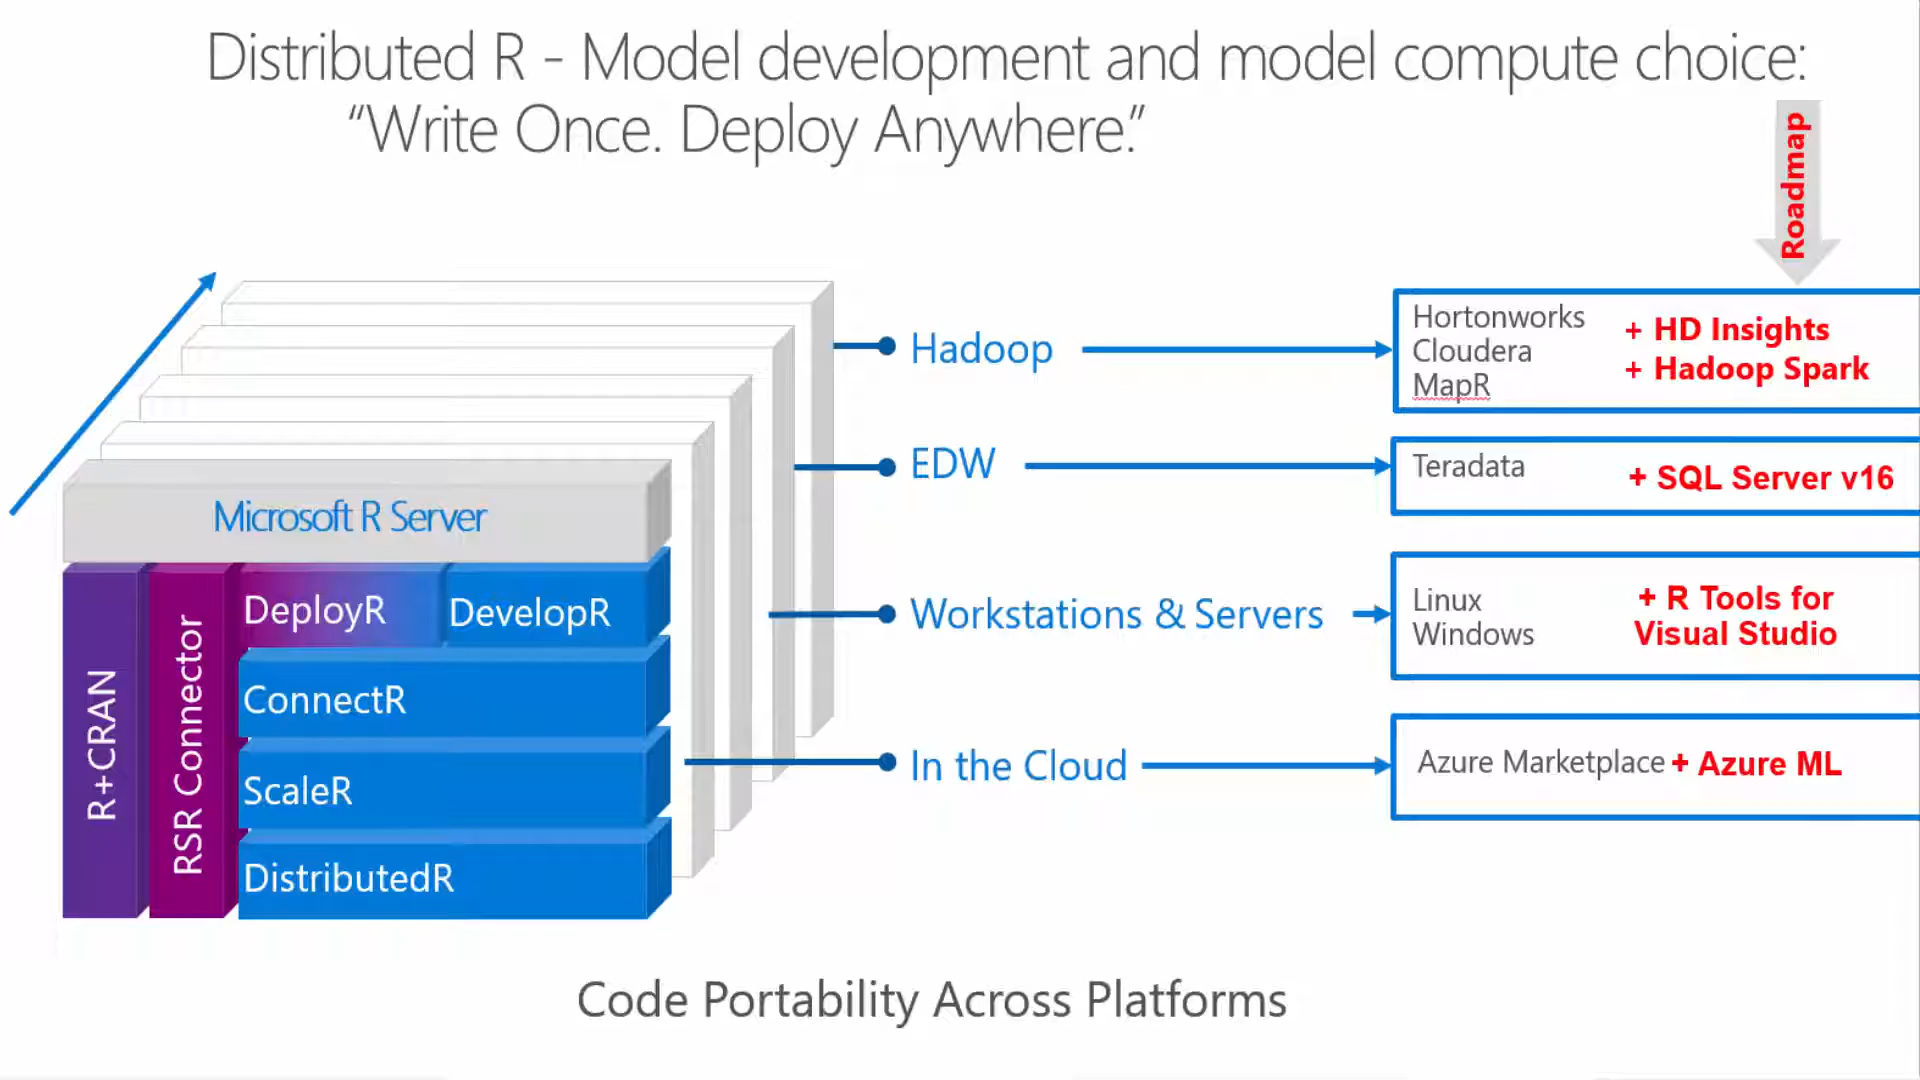 Distributed R - Model development and model compute choice:
“Write Once. Deploy Anywhere.”
Roadmap
Microsoft R Server
R+CRAN
RSR Connector
DeployR
DevelopR
ConnectR
ScaleR
DistributedR
Hadoop
Hortonworks
Cloudera
MapR
+ HD Insights
+ Hadoop Spark
EDW
Teradata
+ SQL Server v16
Workstations & Servers
Linux
Windows
+ R Tools for
Visual Studio
In the Cloud
Azure Marketplace + Azure ML
Code Portability Across Platforms